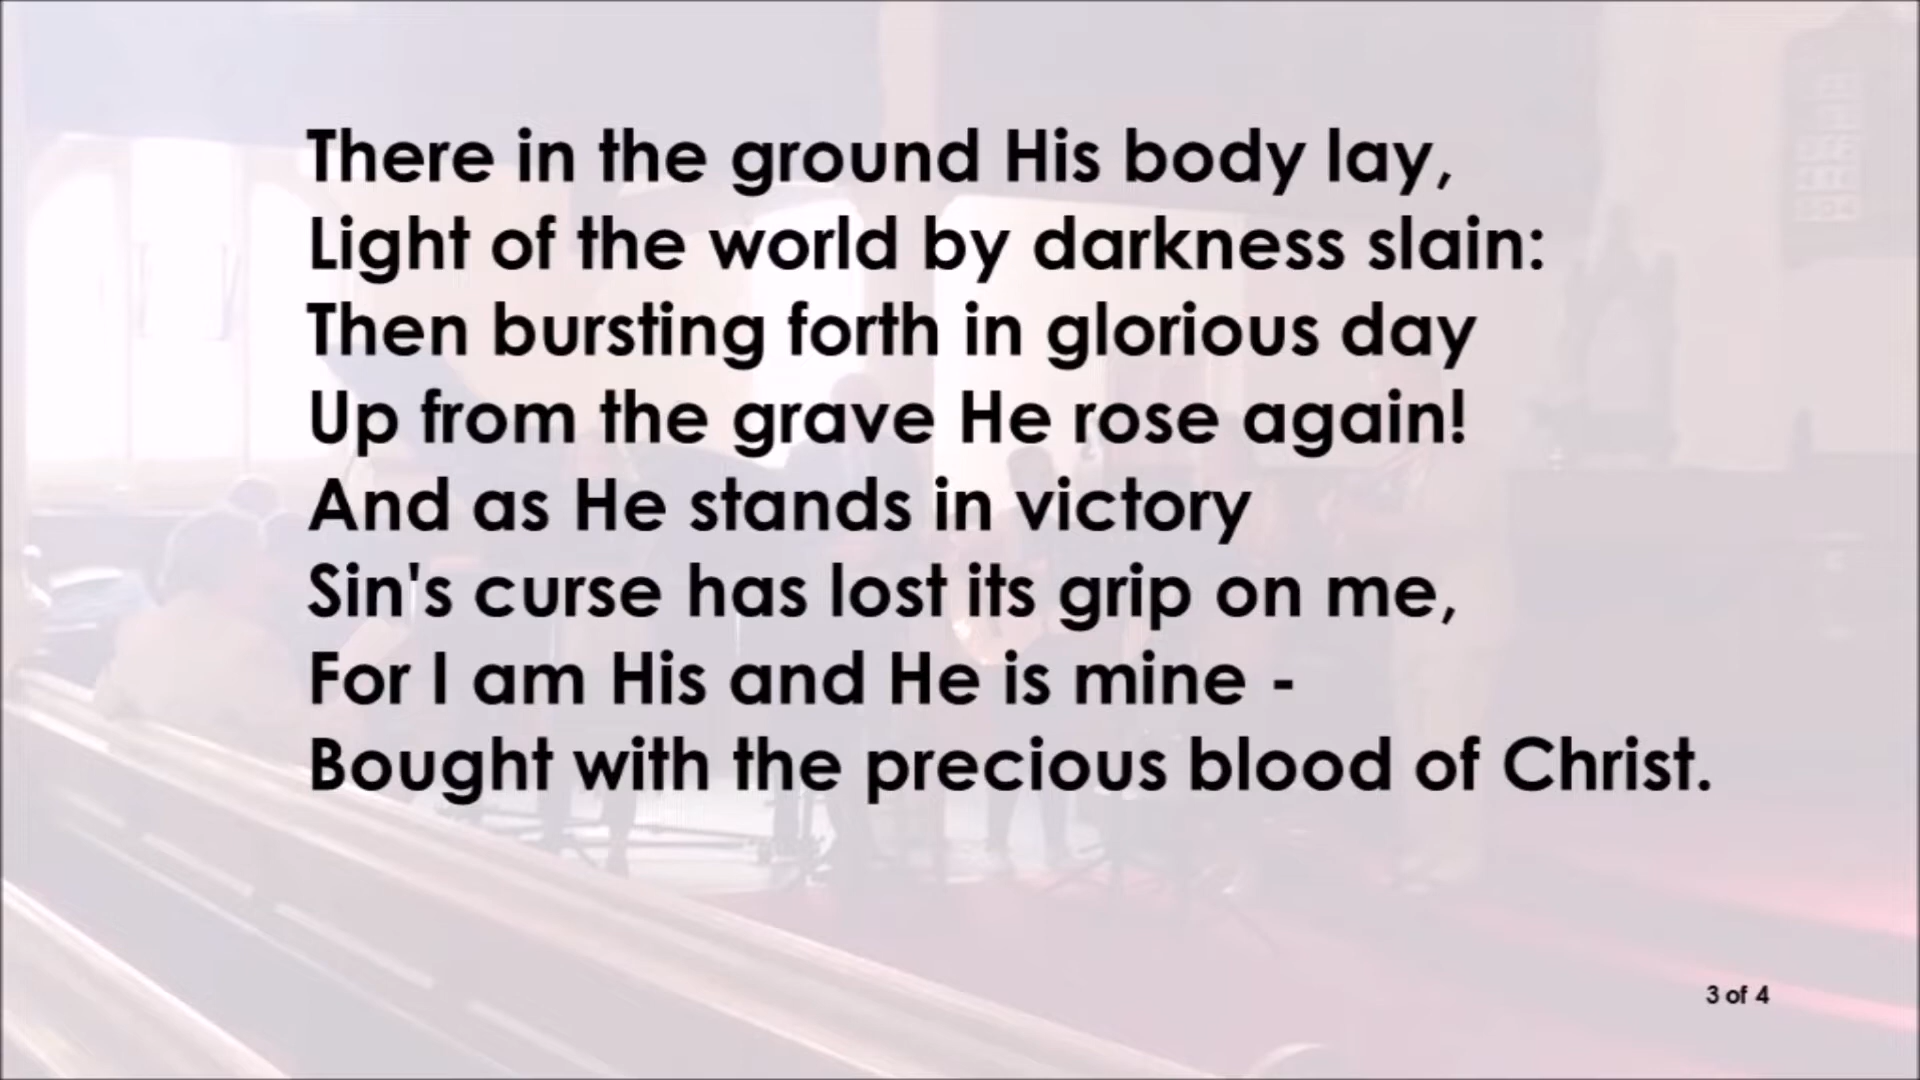 There in the ground His body lay,
Light of the world by darkness slain:
Then bursting forth in glorious day
Up from the grave He rose again!
And as He stands in victory
Sin's curse has lost its grip on me,
For I am His and He is mine -
Bought with the precious blood of Christ.
3 of 4